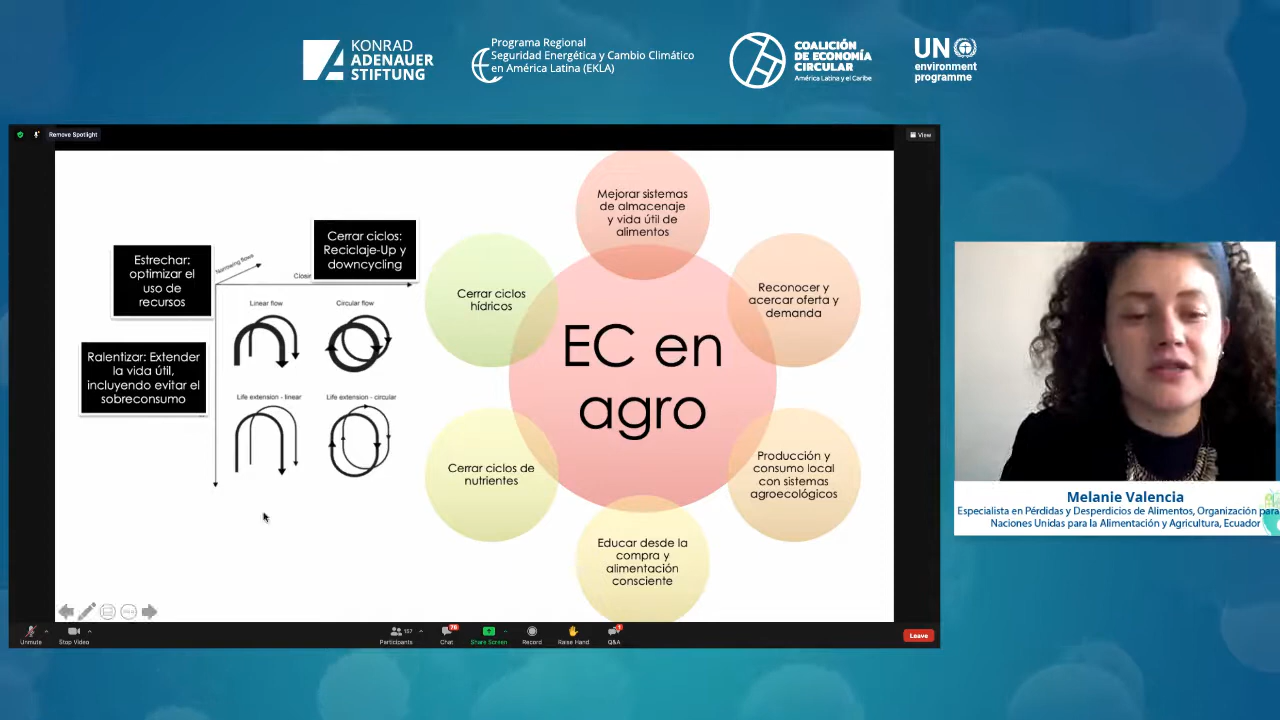 KONRAD
ADENAUER
STIFTUNG
Programa Regional
Seguridad Energética y Cambio Climático
en América Latina (EKLA)
COALICIÓN
DE ECONOMÍA
CIRCULAR
América Latina y el Caribe
UN
environment
programme
Remove Spotlight
View
Estrechar:
optimizar el
uso de
recursos
Narrowing flows
Cerrar ciclos:
Reciclaje-Up y
downcycling
Linear flow
Circular flow
Ralentizar: Extender
la vida útil,
incluyendo evitar el
sobreconsumo
Life extension - linear
Life extension - circular
EC en
agro
Mejorar sistemas
de almacenaje
y vida útil de
alimentos
Reconocer y
acercar oferta y
demanda
Producción y
consumo local
con sistemas
agroecológicos
Educar desde la
compra y
alimentación
consciente
Cerrar ciclos de
nutrientes
Cerrar ciclos
hídricos
Melanie Valencia
Especialista en Pérdidas y Desperdicios de Alimentos, Organización para
Naciones Unidas para la Alimentación y Agricultura, Ecuador
Unmute
Stop Video
Participants
157
Chat
Share Screen
Record
Raise Hand
Q&A
Leave